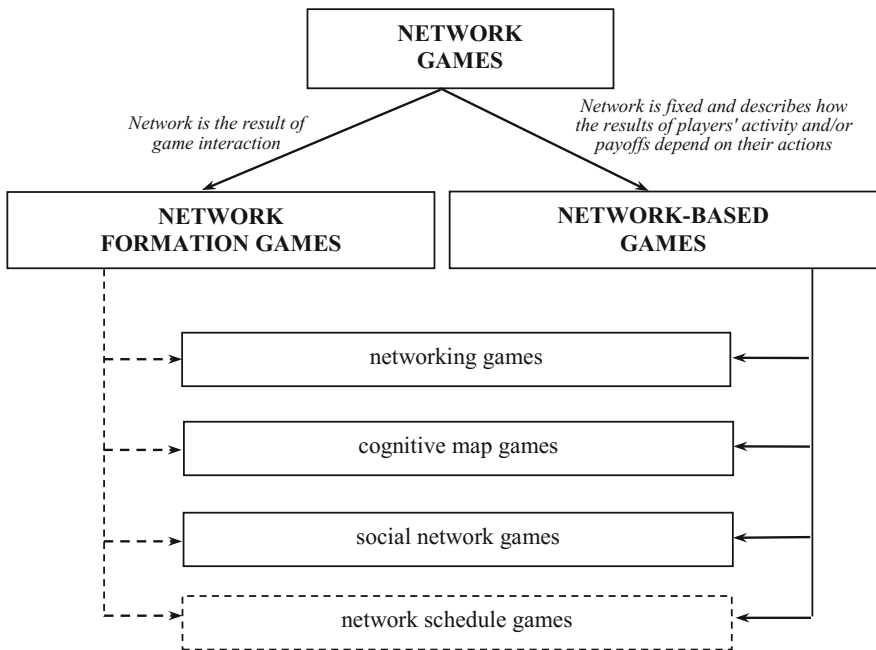 NETWORK
GAMES
Network is the result of
game interaction
Network is fixed and describes how
the results of players' activity and/or
payoffs depend on their actions
NETWORK
FORMATION GAMES
NETWORK-BASED
GAMES
networking games
cognitive map games
social network games
network schedule games